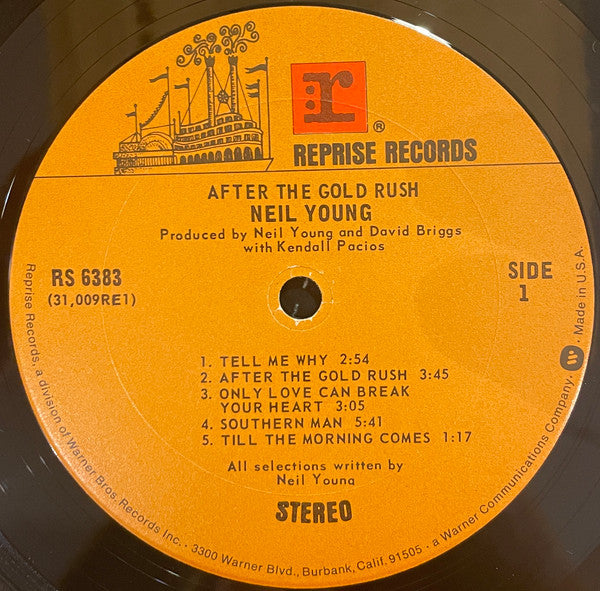 r
®
REPRISE RECORDS
AFTER THE GOLD RUSH
NEIL YOUNG
Produced by Neil Young and David Briggs
with Kendall Pacios
RS 6383
(31,009RE1)
SIDE
1
1. TELL ME WHY 2:54
2. AFTER THE GOLD RUSH 3:45
3. ONLY LOVE CAN BREAK
YOUR HEART 3:05
4. SOUTHERN MAN 5:41
5. TILL THE MORNING COMES 1:17
All selections written by
Neil Young
STEREO
Reprise Records, a division of Warner Bros. Records Inc. • 3300 Warner Blvd., Burbank, Calif. 91505 • a Warner Communications Company. • W • Made in U.S.A.